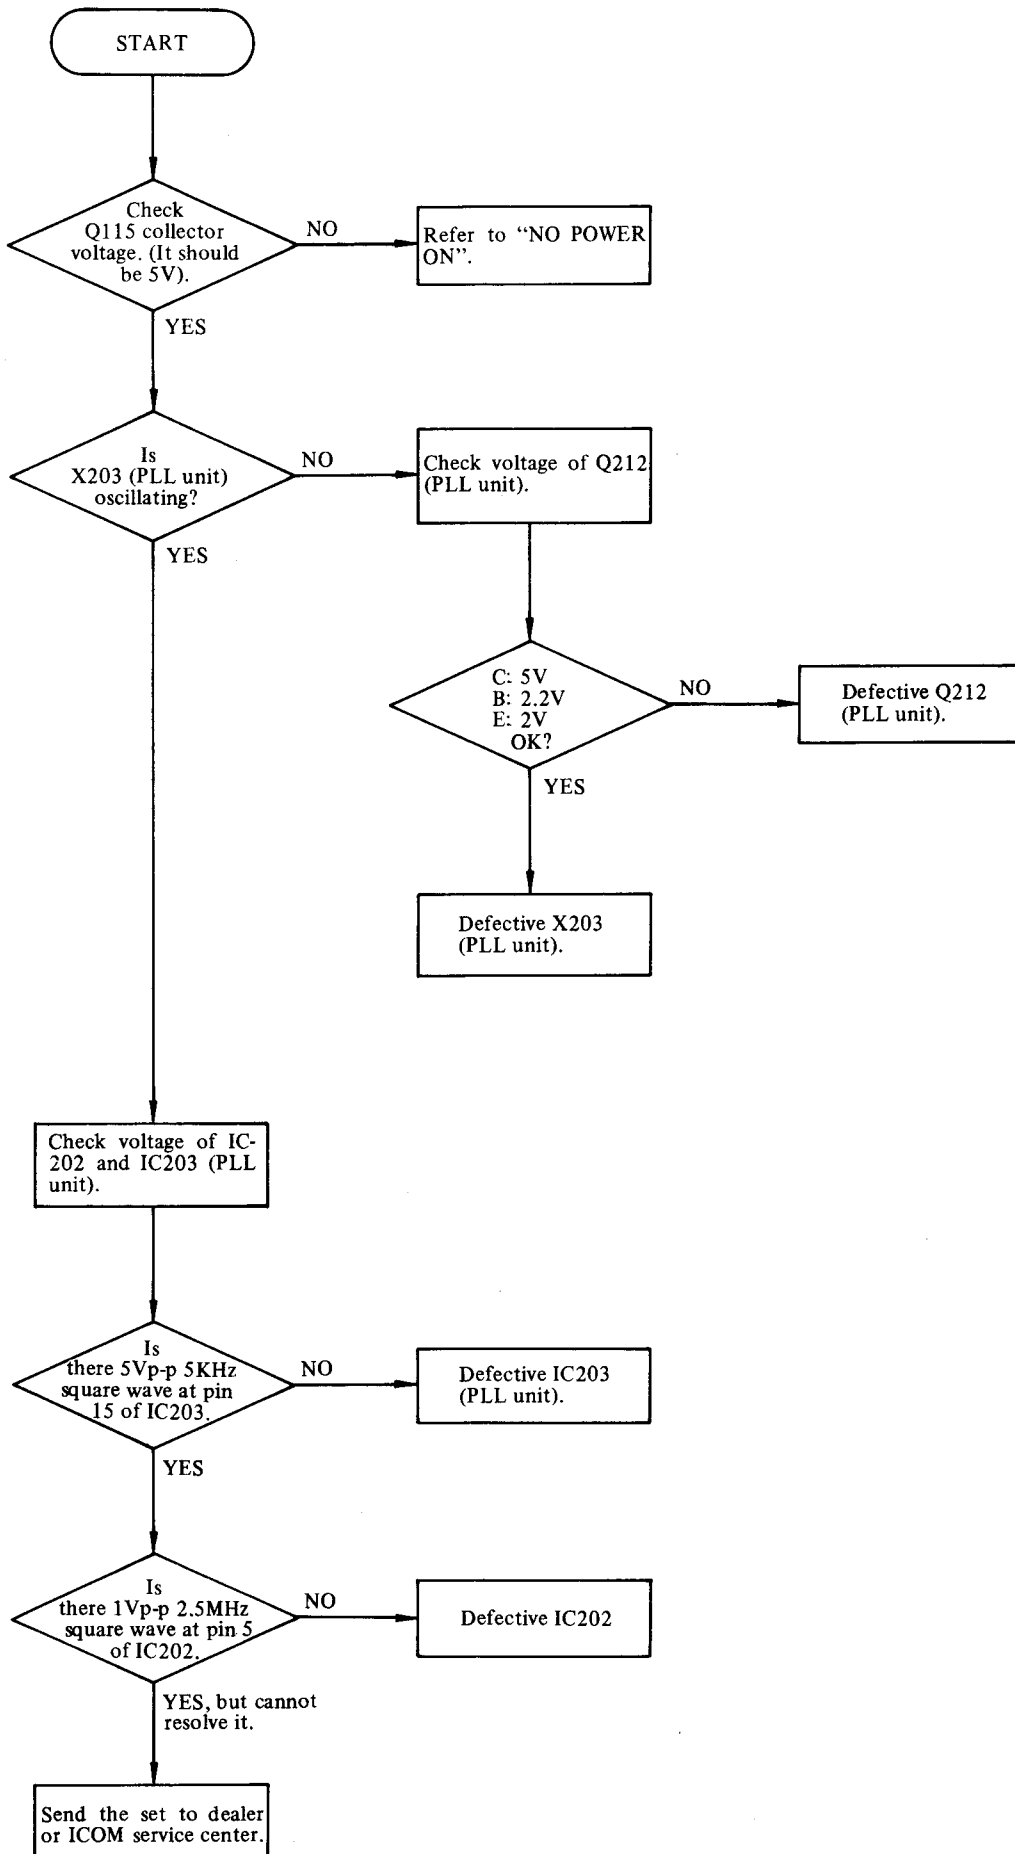 START
Check
Q115 collector
voltage. (It should
be 5V).
NO
Refer to “NO POWER
ON”.
YES
Is
X203 (PLL unit)
oscillating?
NO
Check voltage of Q212
(PLL unit).
YES
C: 5V
B: 2.2V
E: 2V
OK?
NO
Defective Q212
(PLL unit).
YES
Defective X203
(PLL unit).
Check voltage of IC-
202 and IC203 (PLL
unit).
Is
there 5Vp-p 5KHz
square wave at pin
15 of IC203.
NO
Defective IC203
(PLL unit).
YES
Is
there 1Vp-p 2.5MHz
square wave at pin 5
of IC202.
NO
Defective IC202
YES, but cannot
resolve it.
Send the set to dealer
or ICOM service center.